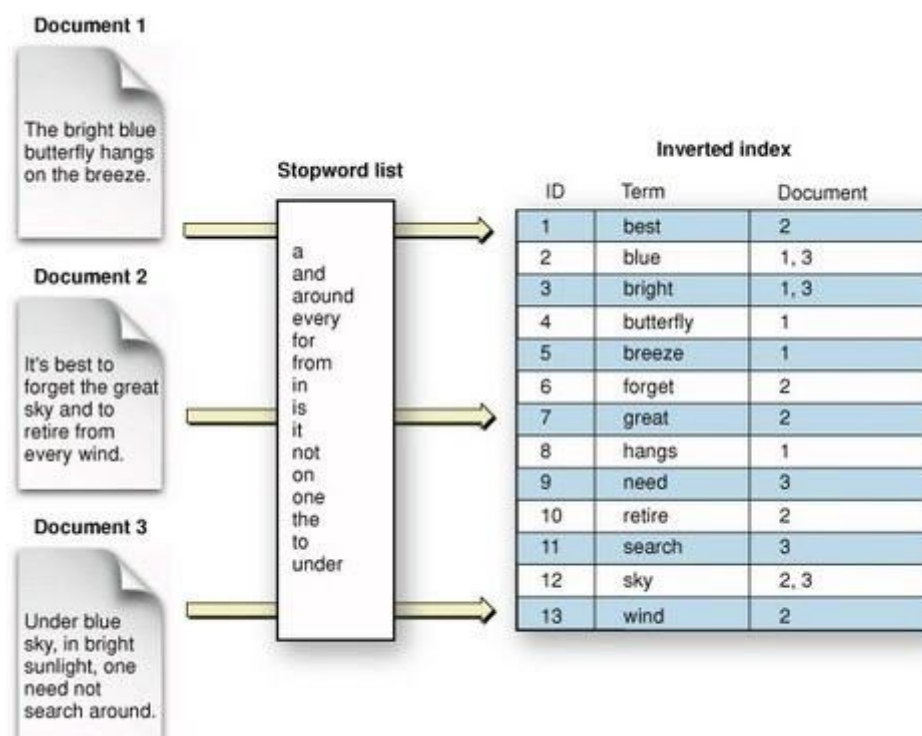 Document 1
The bright blue
butterfly hangs
on the breeze.
Document 2
It's best to
forget the great
sky and to
retire from
every wind.
Document 3
Under blue
sky, in bright
sunlight, one
need not
search around.
Stopword list
a
and
around
every
for
from
in
is
it
not
on
one
the
to
under
Inverted index
ID Term Document
1 best 2
2 blue 1, 3
3 bright 1, 3
4 butterfly 1
5 breeze 1
6 forget 2
7 great 2
8 hangs 1
9 need 3
10 retire 2
11 search 3
12 sky 2, 3
13 wind 2